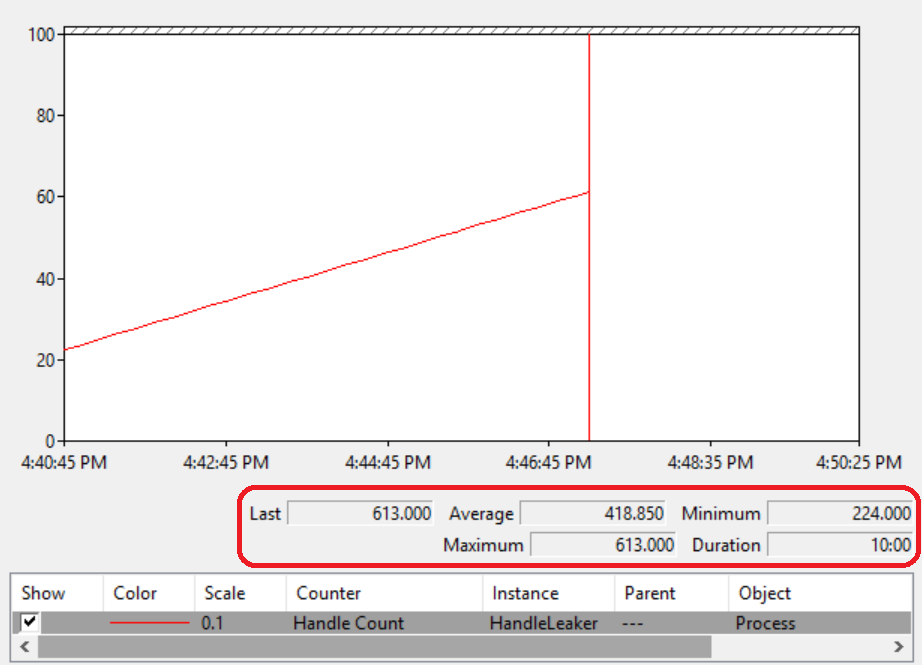 100
80
60
40
20
0
4:40:45 PM 4:42:45 PM 4:44:45 PM 4:46:45 PM 4:48:35 PM 4:50:25 PM
Last 613.000 Average 418.850 Minimum 224.000
Maximum 613.000 Duration 10:00
Show Color Scale Counter Instance Parent Object
0.1 Handle Count HandleLeaker --- Process